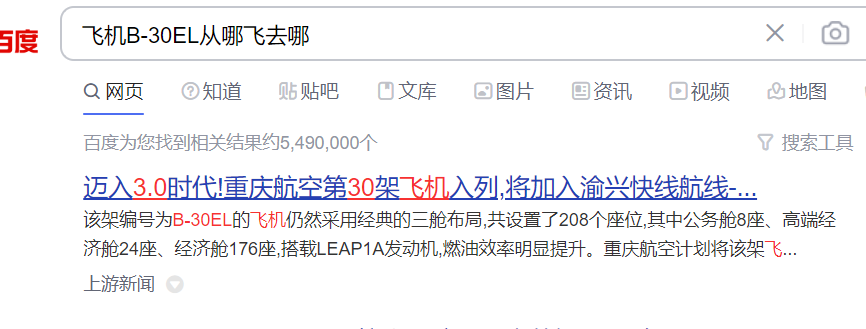 百度
飞机B-30EL从哪飞去哪
网页 知道 贴贴吧 文库 图片 资讯 视频 地图
百度为您找到相关结果约5,490,000个 搜索工具
迈入3.0时代!重庆航空第30架飞机入列,将加入渝兴快线航线-...
该架编号为B-30EL的飞机仍然采用经典的三舱布局,共设置了208个座位,其中公务舱8座、高端经
济舱24座、经济舱176座,搭载LEAP1A发动机,燃油效率明显提升。重庆航空计划将该架飞...
上游新闻